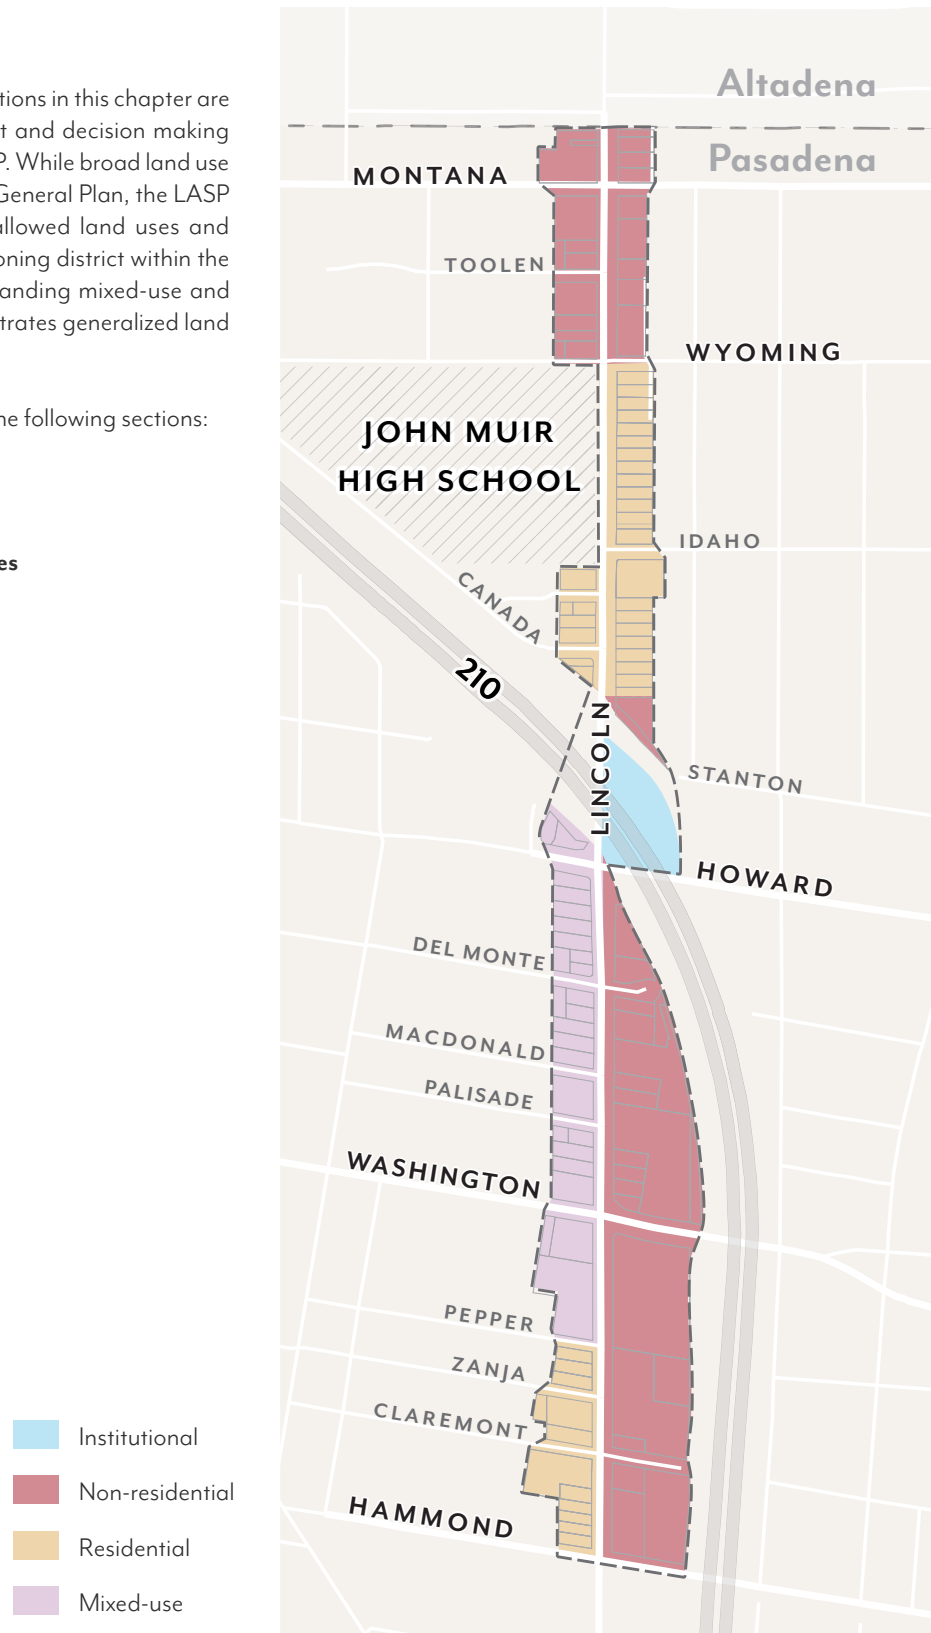 tions in this chapter are
t and decision making
P. While broad land use
General Plan, the LASP
allowed land uses and
oning district within the
anding mixed-use and
trates generalized land
ne following sections:
es
Altadena
Pasadena
MONTANA
TOOLEN
WYOMING
JOHN MUIR
HIGH SCHOOL
IDAHO
CANADA
210
LINCOLN
STANTON
HOWARD
DEL MONTE
MACDONALD
PALISADE
WASHINGTON
PEPPER
ZANJA
CLAREMONT
HAMMOND
Institutional
Non-residential
Residential
Mixed-use